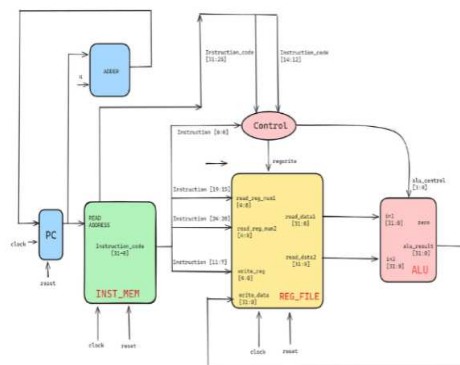 Instruction_code
[31:25]
Instruction_code
[14:12]
ADDER
4
Control
Instruction [6:0]
regwrite
alu_control
[3:0]
Instruction [19:15]
read_reg_num1
[4:0]
read_data1
[31:0]
in1
[31:0]
zero
READ
ADDRESS
PC
clock
reset
Instruction_code
[31:0]
INST_MEM
clock
reset
Instruction [24:20]
read_reg_num2
[4:0]
read_data2
[31:0]
in2
[31:0]
alu_result
[31:0]
ALU
Instruction [11:7]
write_reg
[4:0]
write_data
[31:0]
REG_FILE
clock
reset